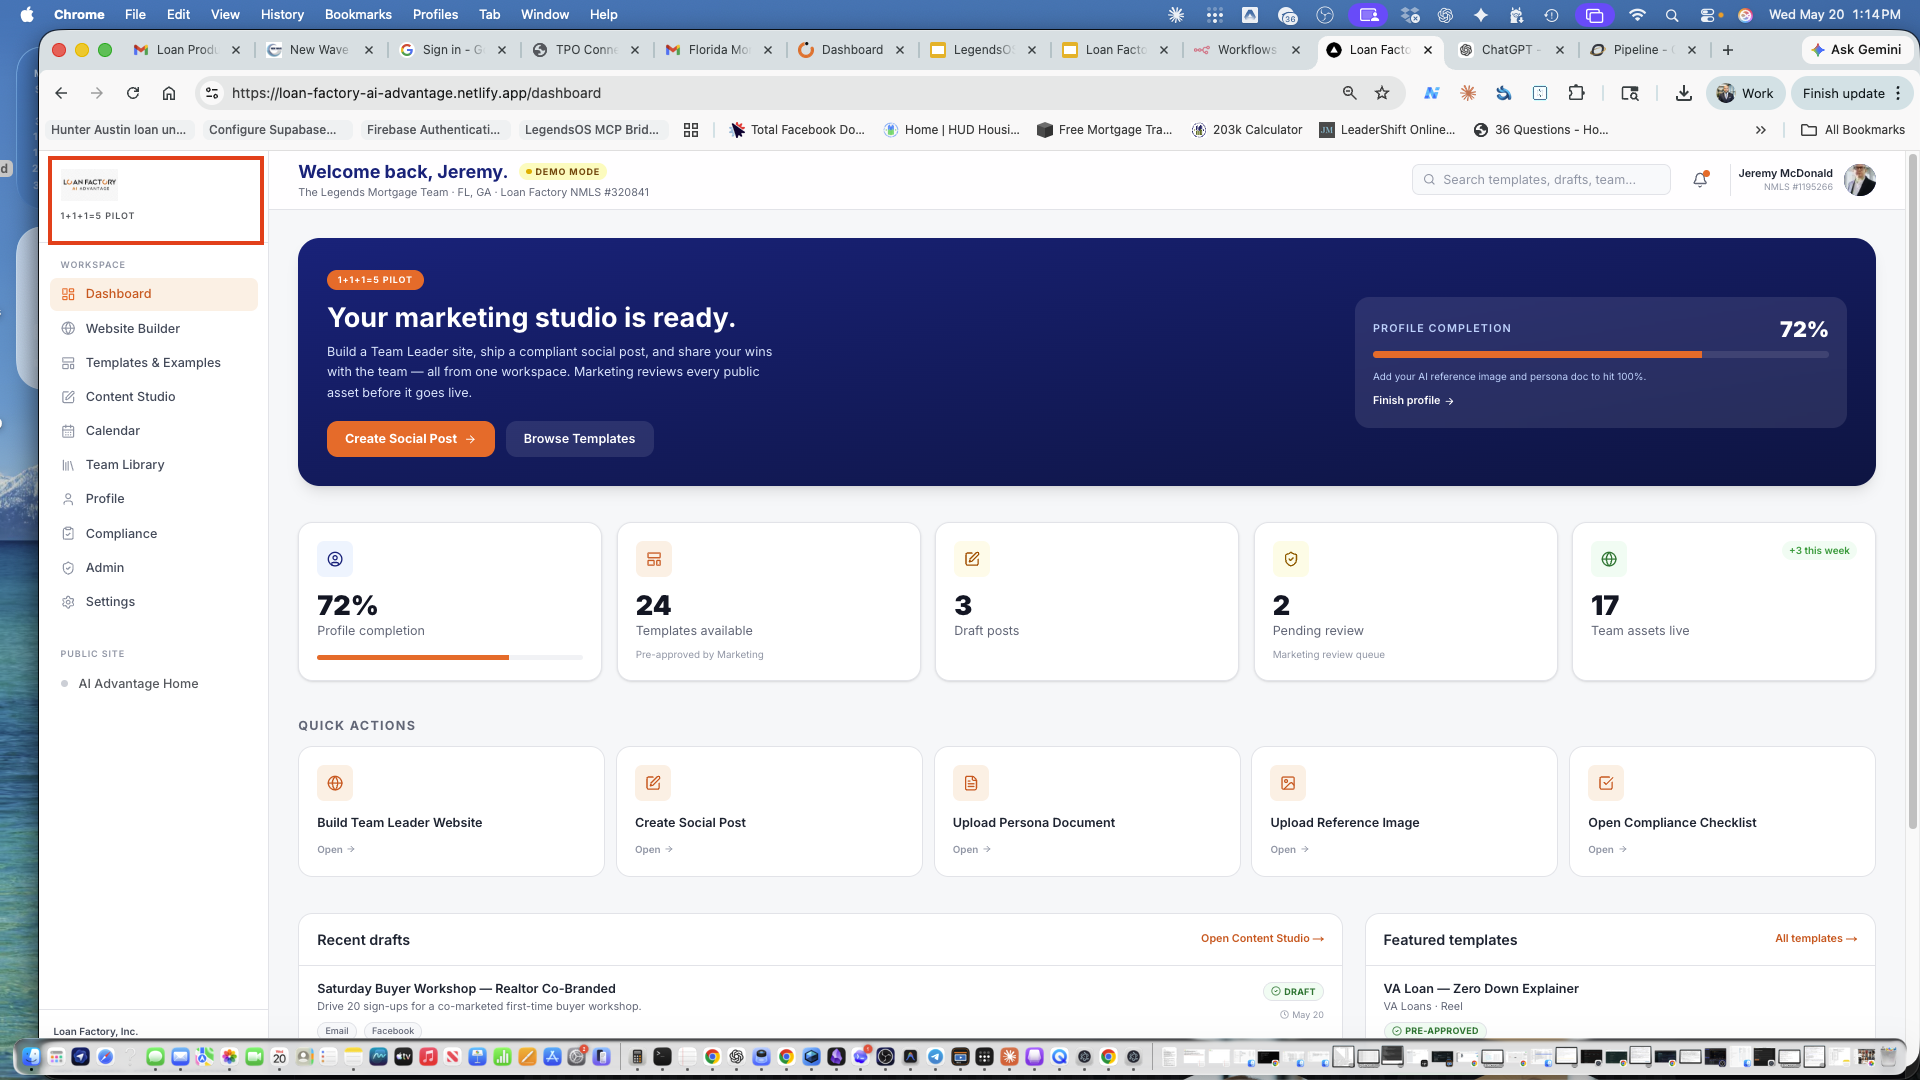 Chrome File Edit View History Bookmarks Profiles Tab Window Help
36
Wed May 20 1:14 PM
Loan Produ
New Wave
Sign in - G
TPO Conne
Florida Mo
Dashboard
LegendsOS
Loan Facto
Workflows
Loan Facto
ChatGPT -
Pipeline -
Ask Gemini
https://loan-factory-ai-advantage.netlify.app/dashboard
Work
Finish update
Hunter Austin loan un...
Configure Supabase...
Firebase Authenticati...
LegendsOS MCP Brid...
Total Facebook Do...
Home | HUD Housi...
Free Mortgage Tra...
203k Calculator
JM
LeaderShift Online...
36 Questions - Ho...
All Bookmarks
LOAN FACTORY
AI ADVANTAGE
1+1+1=5 PILOT
Welcome back, Jeremy.
DEMO MODE
The Legends Mortgage Team · FL, GA · Loan Factory NMLS #320841
Search templates, drafts, team...
Jeremy McDonald
NMLS #1195266
WORKSPACE
Dashboard
Website Builder
Templates & Examples
Content Studio
Calendar
Team Library
Profile
Compliance
Admin
Settings
PUBLIC SITE
AI Advantage Home
Loan Factory, Inc.
1+1+1=5 PILOT
Your marketing studio is ready.
Build a Team Leader site, ship a compliant social post, and share your wins
with the team — all from one workspace. Marketing reviews every public
asset before it goes live.
Create Social Post →
Browse Templates
PROFILE COMPLETION
72%
Add your AI reference image and persona doc to hit 100%.
Finish profile →
72%
Profile completion
24
Templates available
Pre-approved by Marketing
3
Draft posts
2
Pending review
Marketing review queue
+3 this week
17
Team assets live
QUICK ACTIONS
Build Team Leader Website
Open →
Create Social Post
Open →
Upload Persona Document
Open →
Upload Reference Image
Open →
Open Compliance Checklist
Open →
Recent drafts
Open Content Studio →
Saturday Buyer Workshop — Realtor Co-Branded
Drive 20 sign-ups for a co-marketed first-time buyer workshop.
Email
Facebook
DRAFT
May 20
Featured templates
All templates →
VA Loan — Zero Down Explainer
VA Loans · Reel
PRE-APPROVED